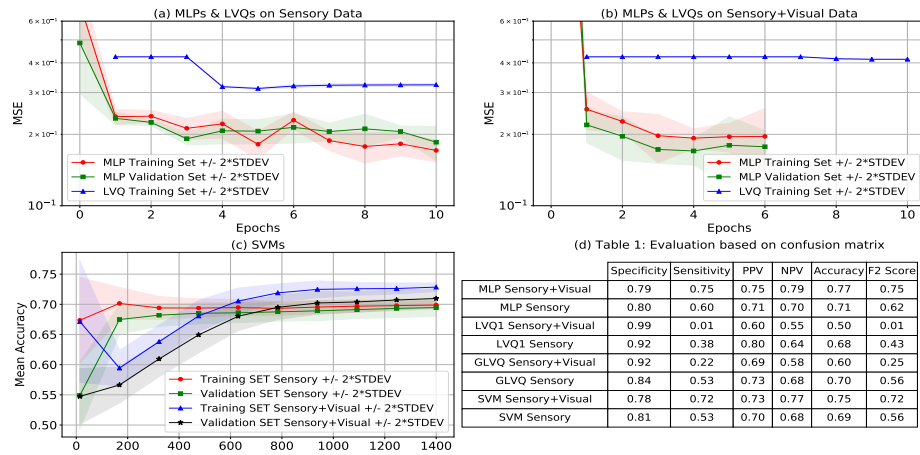 (a) MLPs & LVQs on Sensory Data
6 × 10⁻¹
4 × 10⁻¹
3 × 10⁻¹
2 × 10⁻¹
10⁻¹
MSE
MLP Training Set +/- 2*STDEV
MLP Validation Set +/- 2*STDEV
LVQ Training Set +/- 2*STDEV
0 2 4 6 8 10
Epochs
(b) MLPs & LVQs on Sensory+Visual Data
6 × 10⁻¹
4 × 10⁻¹
3 × 10⁻¹
2 × 10⁻¹
10⁻¹
MSE
MLP Training Set +/- 2*STDEV
MLP Validation Set +/- 2*STDEV
LVQ Training Set +/- 2*STDEV
0 2 4 6 8 10
Epochs
(c) SVMs
0.75
0.70
0.65
0.60
0.55
0.50
Mean Accuracy
Training SET Sensory +/- 2*STDEV
Validation SET Sensory +/- 2*STDEV
Training SET Sensory+Visual +/- 2*STDEV
Validation SET Sensory+Visual +/- 2*STDEV
0 200 400 600 800 1000 1200 1400
(d) Table 1: Evaluation based on confusion matrix
Specificity Sensitivity PPV NPV Accuracy F2 Score
MLP Sensory+Visual 0.79 0.75 0.75 0.79 0.77 0.75
MLP Sensory 0.80 0.60 0.71 0.70 0.71 0.62
LVQ1 Sensory+Visual 0.99 0.01 0.60 0.55 0.50 0.01
LVQ1 Sensory 0.92 0.38 0.80 0.64 0.68 0.43
GLVQ Sensory+Visual 0.92 0.22 0.69 0.58 0.60 0.25
GLVQ Sensory 0.84 0.53 0.73 0.68 0.70 0.56
SVM Sensory+Visual 0.78 0.72 0.73 0.77 0.75 0.72
SVM Sensory 0.81 0.53 0.70 0.68 0.69 0.56